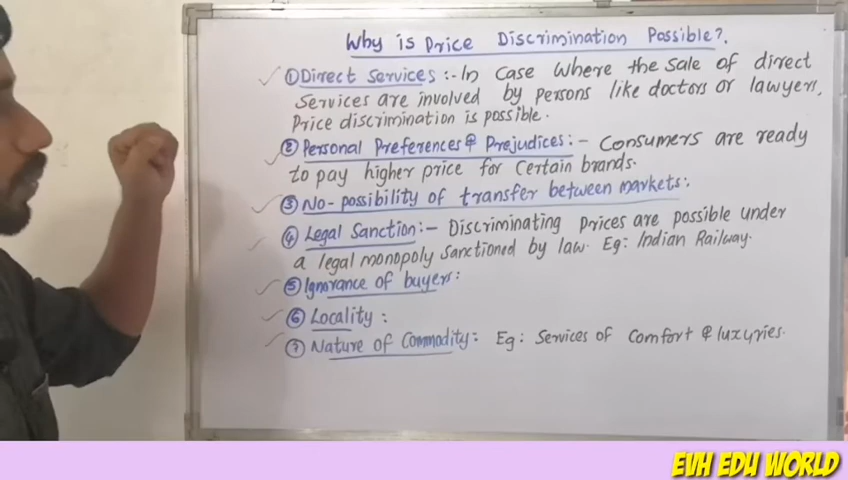 Why is Price Discrimination Possible?.
① Direct Services :- In case where the sale of direct
services are involved by persons like doctors or lawyers,
Price discrimination is possible.
② Personal Preferences & Prejudices :- Consumers are ready
to pay higher price for certain brands.
③ No-possibility of transfer between markets:
④ Legal Sanction :- Discriminating prices are possible under
a legal monopoly sanctioned by law. Eg: Indian Railway.
⑤ Ignorance of buyers:
⑥ Locality :
⑦ Nature of Commodity: Eg: Services of comfort & luxuries.
EVH EDU WORLD